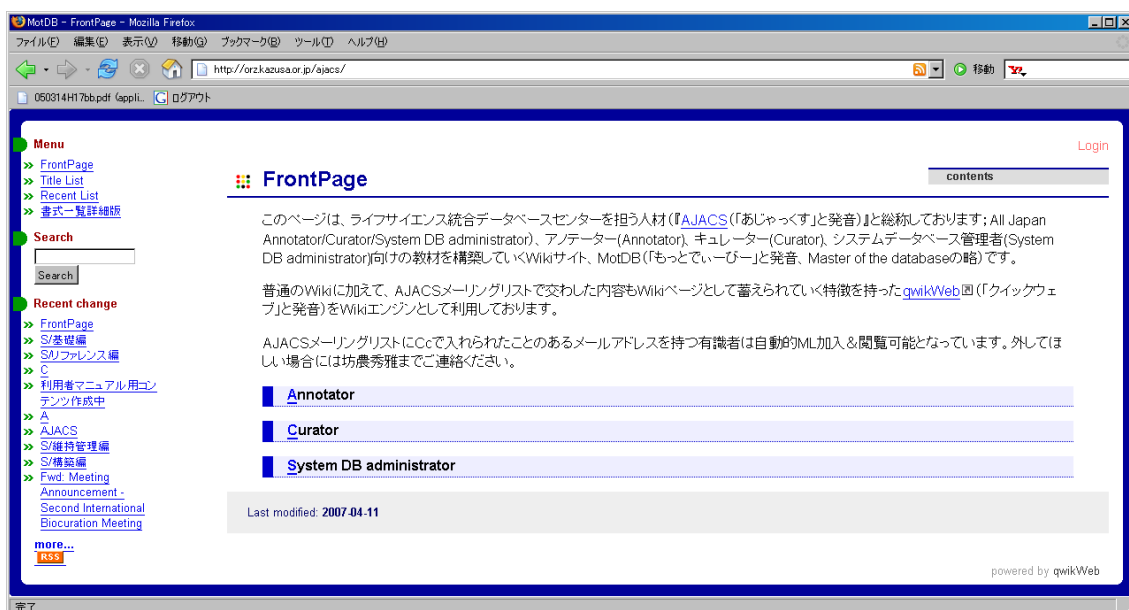 MotDB - FrontPage - Mozilla Firefox
ファイル(F) 編集(E) 表示(V) 移動(G) ブックマーク(B) ツール(T) ヘルプ(H)
http://orz.kazusa.or.jp/ajacs/
移動
050314H17bb.pdf (appli... ログアウト
Menu
FrontPage
Title List
Recent List
書式一覧詳細版
Search
Search
Recent change
FrontPage
S/基礎編
S/リファレンス編
C
利用者マニュアル用コン
テンツ作成中
A
AJACS
S/維持管理編
S/構築編
Fwd: Meeting
Announcement -
Second International
Biocuration Meeting
more...
RSS
Login
FrontPage
contents
このページは、ライフサイエンス統合データベースセンターを担う人材(『AJACS(「あじゃっくす」と発音)』と総称しております; All Japan
Annotator/Curator/System DB administrator)、アノテーター(Annotator)、キュレーター(Curator)、システムデータベース管理者(System
DB administrator)向けの教材を構築していくWikiサイト、MotDB(「もっとでぃーびー」と発音、Master of the databaseの略)です。
普通のWikiに加えて、AJACSメーリングリストで交わした内容もWikiページとして蓄えられていく特徴を持ったqwikWeb(「クイックウェ
ブ」と発音)をWikiエンジンとして利用しております。
AJACSメーリングリストにCcで入れられたことのあるメールアドレスを持つ有識者は自動的ML加入&閲覧可能となっています。外してほ
しい場合には坊農秀雅までご連絡ください。
Annotator
Curator
System DB administrator
Last modified: 2007-04-11
powered by qwikWeb
完了